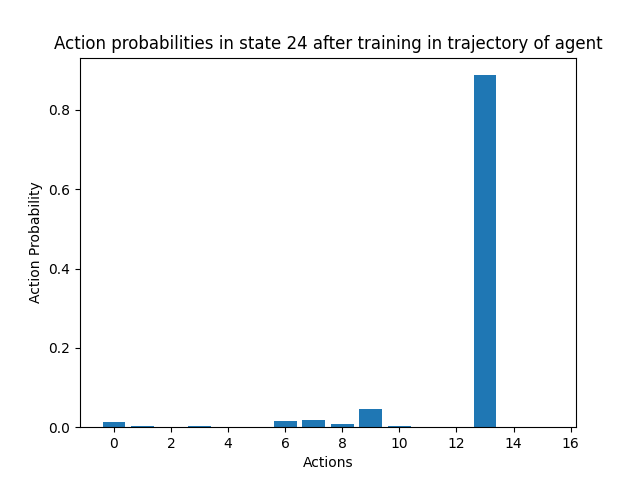 Action probabilities in state 24 after training in trajectory of agent
Action Probability
0.8
0.6
0.4
0.2
0.0
0 2 4 6 8 10 12 14 16
Actions